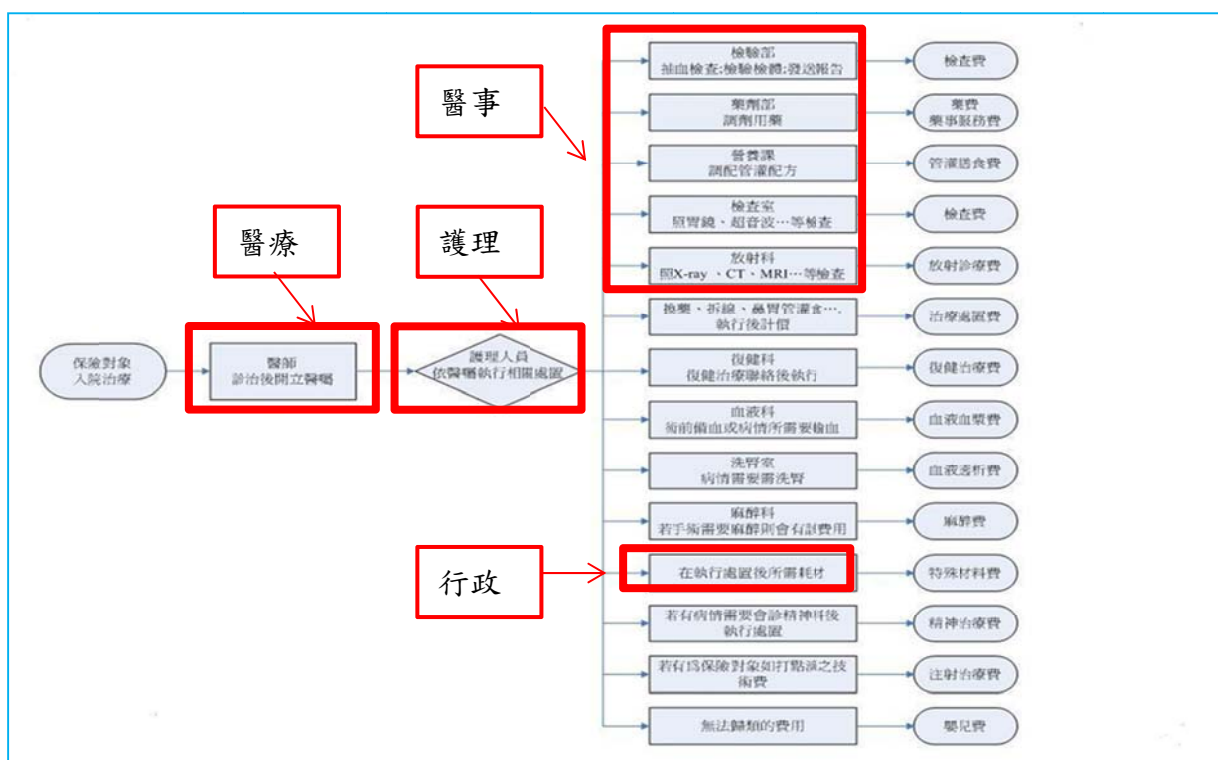 醫事
醫療
護理
行政
保險對象
入院治療
醫師
診治後開立醫囑
護理人員
依醫囑執行相關處置
檢驗部
抽血檢查;檢驗檢體;發送報告
檢查費
藥劑部
調劑用藥
藥費
藥事服務費
營養課
調配管灌配方
管灌膳食費
檢查室
照胃鏡、超音波…等檢查
檢查費
放射科
照X-ray 、CT、MRI…等檢查
放射診療費
換藥、拆線、鼻胃管灌食….
執行後計價
治療處置費
復健科
復健治療聯絡後執行
復健治療費
血液科
術前備血或病情所需要輸血
血液血漿費
洗腎室
病情需要需洗腎
血液透析費
麻醉科
若手術需要麻醉則會有該費用
麻醉費
在執行處置後所需耗材
特殊材料費
若有病情需要會診精神科後
執行處置
精神治療費
若有為保險對象如打點滴之技
術費
注射治療費
無法歸類的費用
嬰兒費